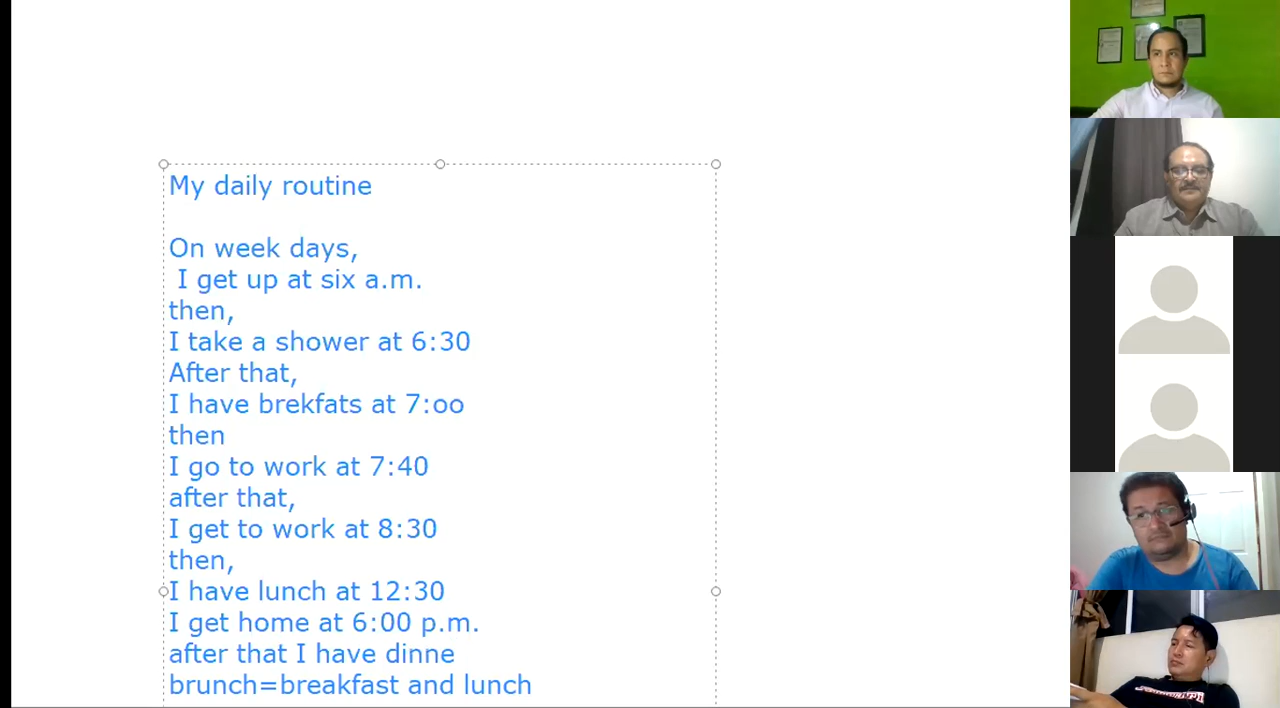 My daily routine
On week days,
I get up at six a.m.
then,
I take a shower at 6:30
After that,
I have brekfats at 7:oo
then
I go to work at 7:40
after that,
I get to work at 8:30
then,
I have lunch at 12:30
I get home at 6:00 p.m.
after that I have dinne
brunch=breakfast and lunch